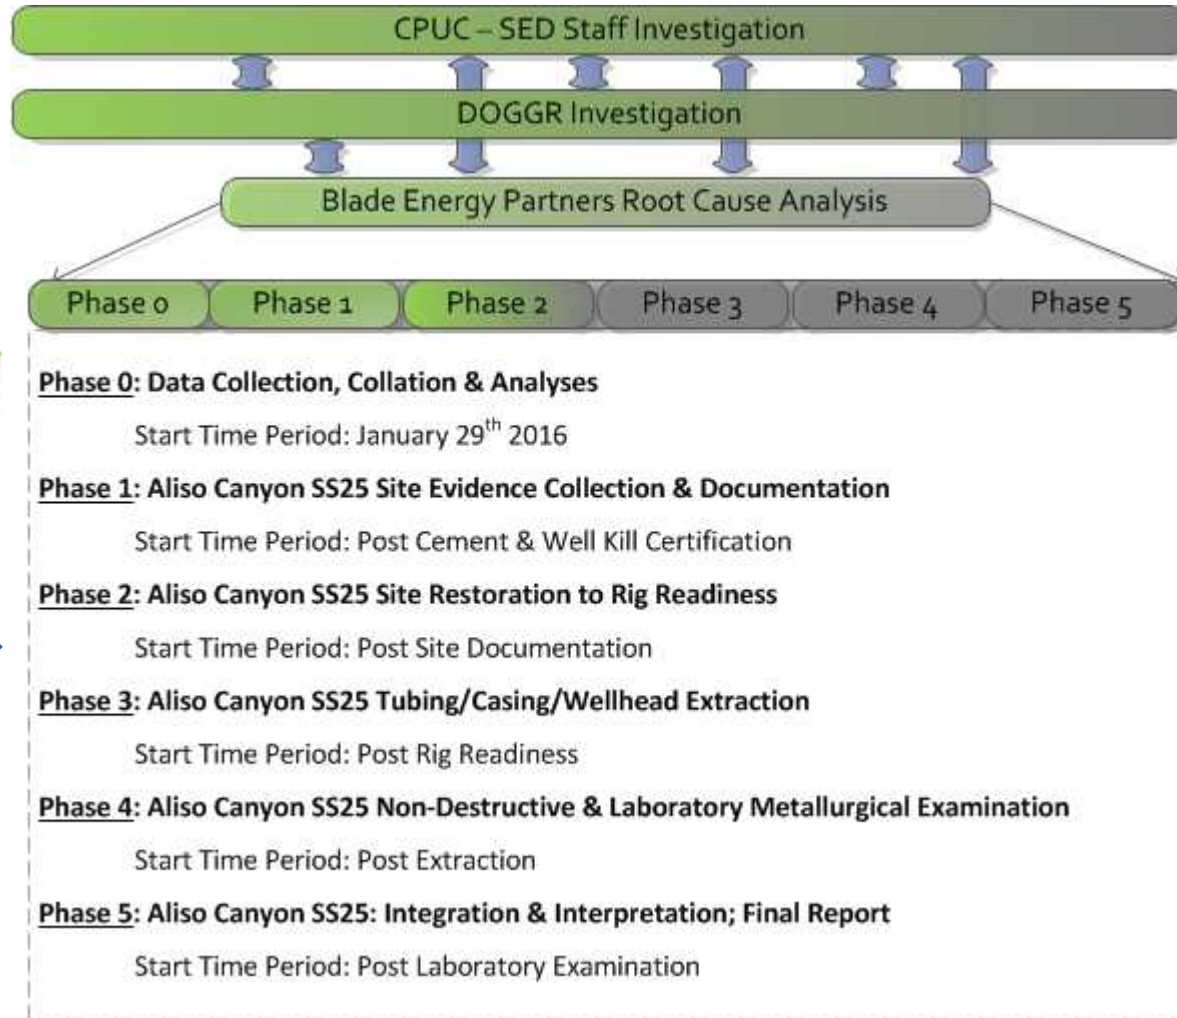 CPUC – SED Staff Investigation
DOGGR Investigation
Blade Energy Partners Root Cause Analysis
Phase 0 Phase 1 Phase 2 Phase 3 Phase 4 Phase 5
Phase 0: Data Collection, Collation & Analyses
Start Time Period: January 29th 2016
Phase 1: Aliso Canyon SS25 Site Evidence Collection & Documentation
Start Time Period: Post Cement & Well Kill Certification
Phase 2: Aliso Canyon SS25 Site Restoration to Rig Readiness
Start Time Period: Post Site Documentation
Phase 3: Aliso Canyon SS25 Tubing/Casing/Wellhead Extraction
Start Time Period: Post Rig Readiness
Phase 4: Aliso Canyon SS25 Non-Destructive & Laboratory Metallurgical Examination
Start Time Period: Post Extraction
Phase 5: Aliso Canyon SS25: Integration & Interpretation; Final Report
Start Time Period: Post Laboratory Examination